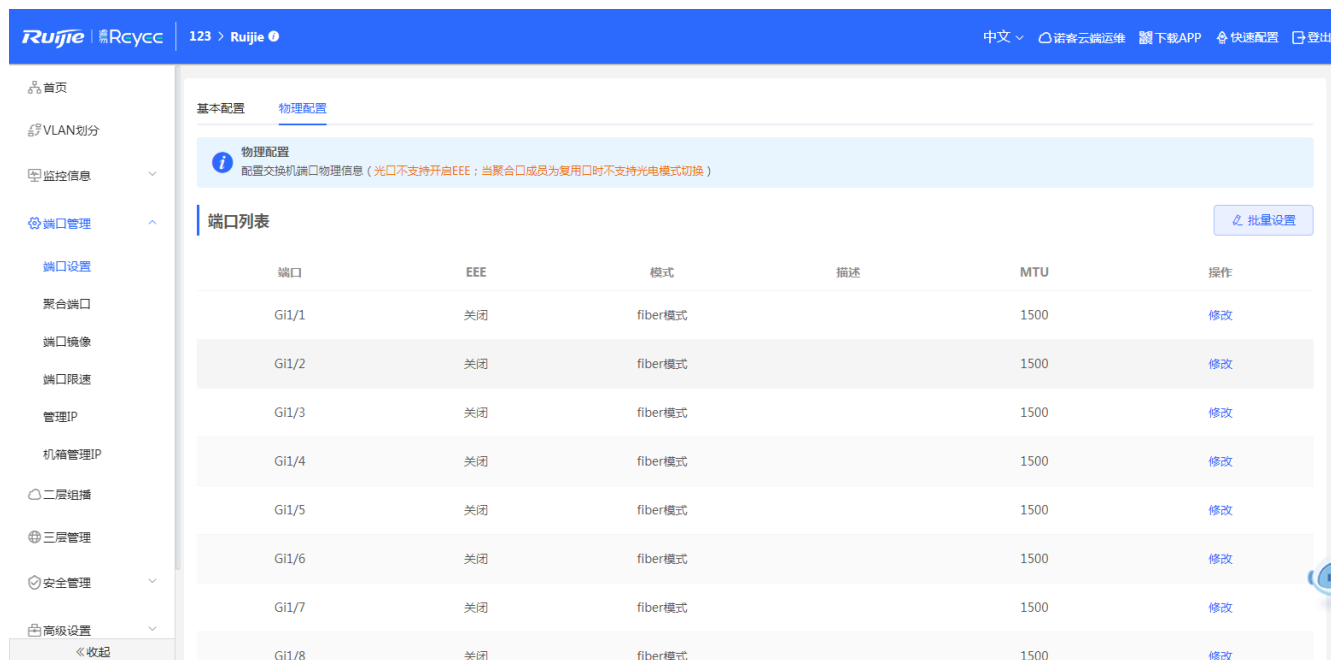 Ruijie Rcycc 123 > Ruijie 中文 诺客云端运维 下载APP 快速配置 登出
首页
VLAN划分
监控信息
端口管理
端口设置
聚合端口
端口镜像
端口限速
管理IP
机箱管理IP
二层组播
三层管理
安全管理
高级设置
《收起
基本配置 物理配置
物理配置
配置交换机端口物理信息 ( 光口不支持开启EEE ; 当聚合口成员为复用口时不支持光电模式切换 )
端口列表 批量设置
端口 EEE 模式 描述 MTU 操作
Gi1/1 关闭 fiber模式 1500 修改
Gi1/2 关闭 fiber模式 1500 修改
Gi1/3 关闭 fiber模式 1500 修改
Gi1/4 关闭 fiber模式 1500 修改
Gi1/5 关闭 fiber模式 1500 修改
Gi1/6 关闭 fiber模式 1500 修改
Gi1/7 关闭 fiber模式 1500 修改
Gi1/8 关闭 fiber模式 1500 修改